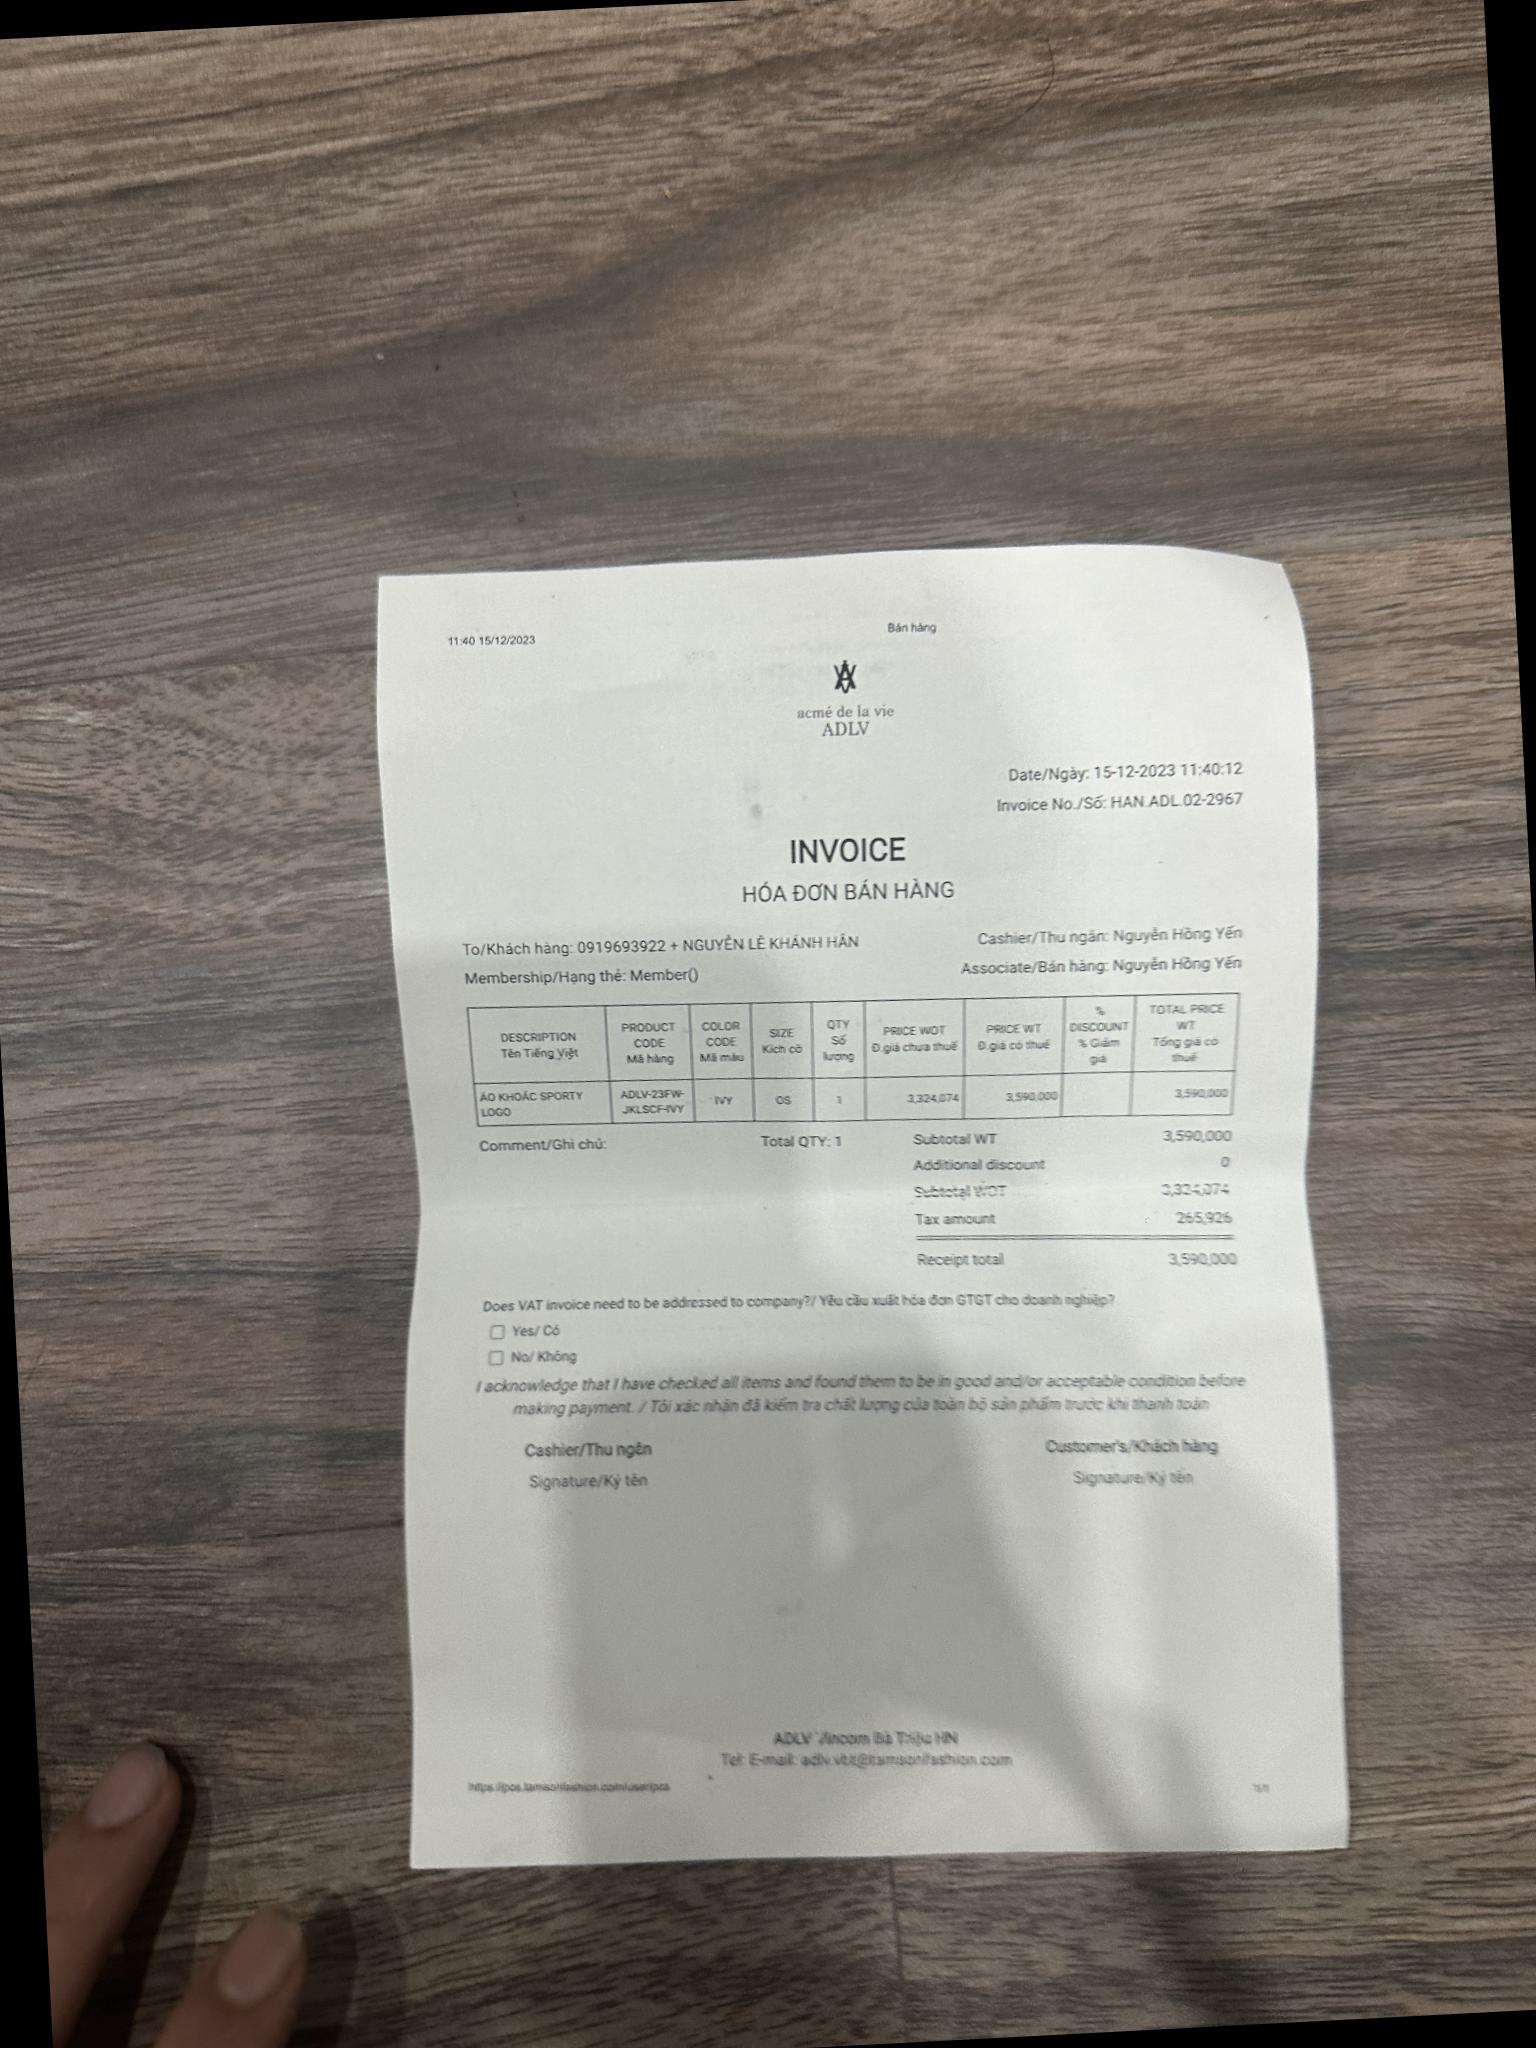 11:40 15/12/2023
Bán hàng
acmé de la vie
ADLV
Date/Ngày: 15-12-2023 11:40:12
Invoice No./Số: HAN.ADL.02-2967
INVOICE
HÓA ĐƠN BÁN HÀNG
To/Khách hàng: 0919693922 + NGUYỄN LÊ KHÁNH HÂN
Cashier/Thu ngân: Nguyễn Hồng Yến
Membership/Hạng thẻ: Member()
Associate/Bán hàng: Nguyễn Hồng Yến
DESCRIPTION Tên Tiếng Việt PRODUCT CODE Mã hàng COLOR CODE Mã màu SIZE Kích cỡ QTY Số lượng PRICE WOT Đ.giá chưa thuế PRICE WT Đ.giá có thuế % DISCOUNT % Giảm giá TOTAL PRICE WT Tổng giá có thuế
ÁO KHOÁC SPORTY LOGO ADLV-23FW-JKLSCF-IVY IVY OS 1 3,324,074 3,590,000 3,590,000
Comment/Ghi chú:
Total QTY: 1
Subtotal WT 3,590,000
Additional discount 0
Subtotal WOT 3,324,074
Tax amount 265,926
Receipt total 3,590,000
Does VAT invoice need to be addressed to company?/ Yêu cầu xuất hóa đơn GTGT cho doanh nghiệp?
Yes/ Có
No/ Không
I acknowledge that I have checked all items and found them to be in good and/or acceptable condition before
making payment. / Tôi xác nhận đã kiểm tra chất lượng của toàn bộ sản phẩm trước khi thanh toán
Cashier/Thu ngân
Customer's/Khách hàng
Signature/Ký tên
Signature/Ký tên
ADLV Vincom Bà Triệu HN
Tel: E-mail: adlv.vbt@tamsonfashion.com
https://pos.tamsonfashion.com/user/pos
1/1